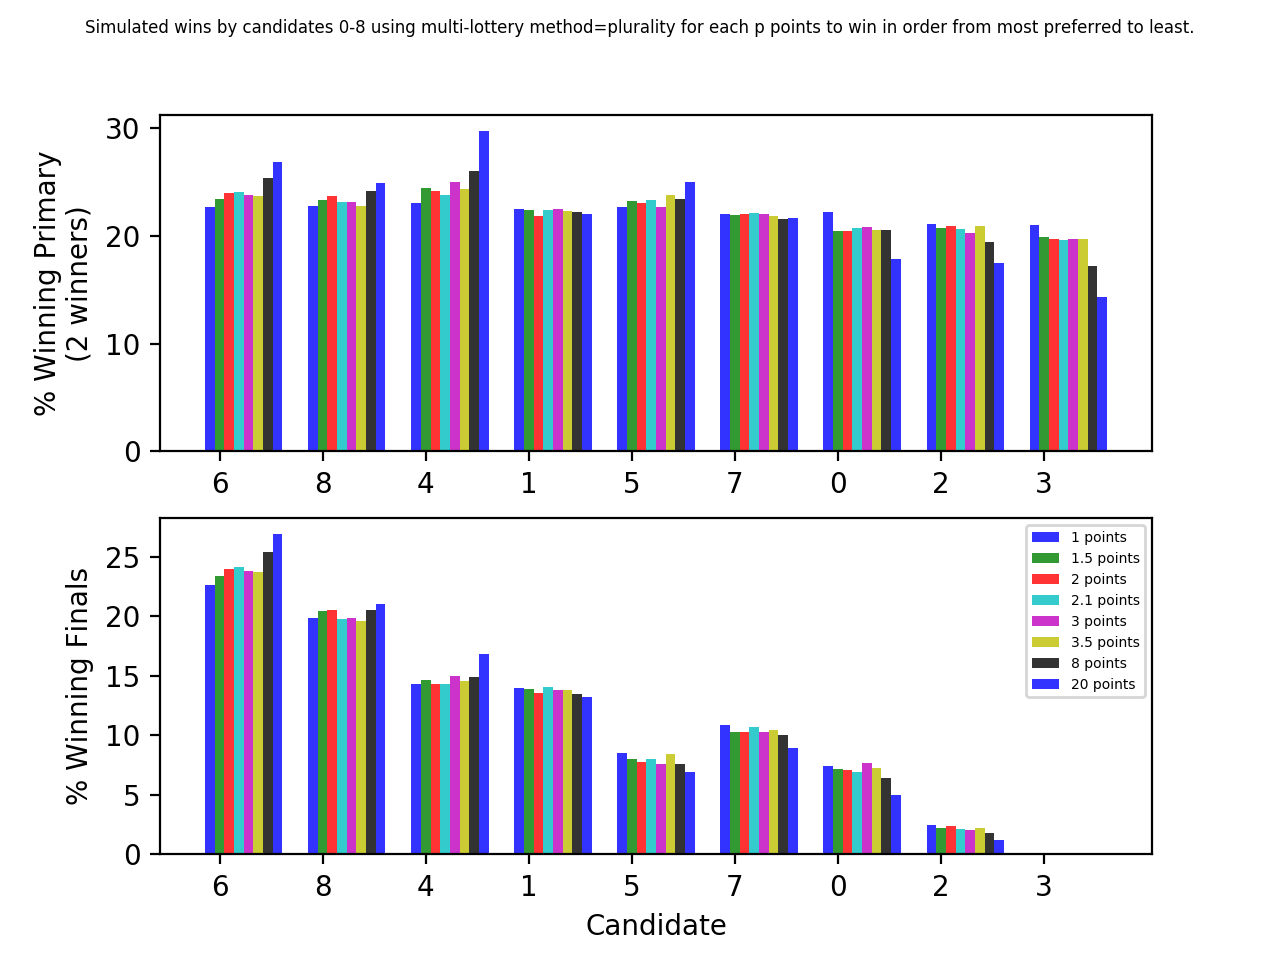 Simulated wins by candidates 0-8 using multi-lottery method=plurality for each p points to win in order from most preferred to least.
% Winning Primary
(2 winners)
30
20
10
0
6 8 4 1 5 7 0 2 3
% Winning Finals
25
20
15
10
5
0
1 points
1.5 points
2 points
2.1 points
3 points
3.5 points
8 points
20 points
6 8 4 1 5 7 0 2 3
Candidate